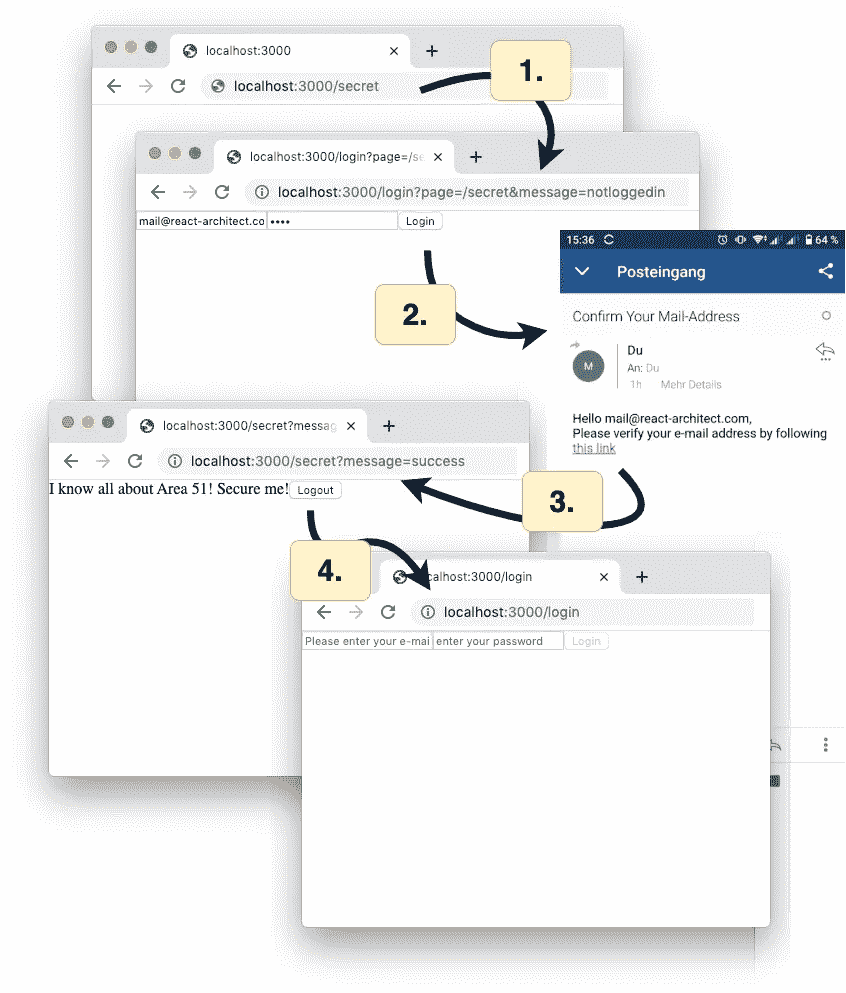 localhost:3000
localhost:3000/secret
1.
localhost:3000/login?page=/se
localhost:3000/login?page=/secret&message=notloggedin
mail@react-architect.co
••••
Login
2.
15:36
64 %
Posteingang
Confirm Your Mail-Address
M
Du
An: Du
1h Mehr Details
Hello mail@react-architect.com,
Please verify your e-mail address by following
this link
localhost:3000/secret?messag
localhost:3000/secret?message=success
I know all about Area 51! Secure me!
Logout
3.
4.
calhost:3000/login
localhost:3000/login
Please enter your e-mai
enter your password
Login